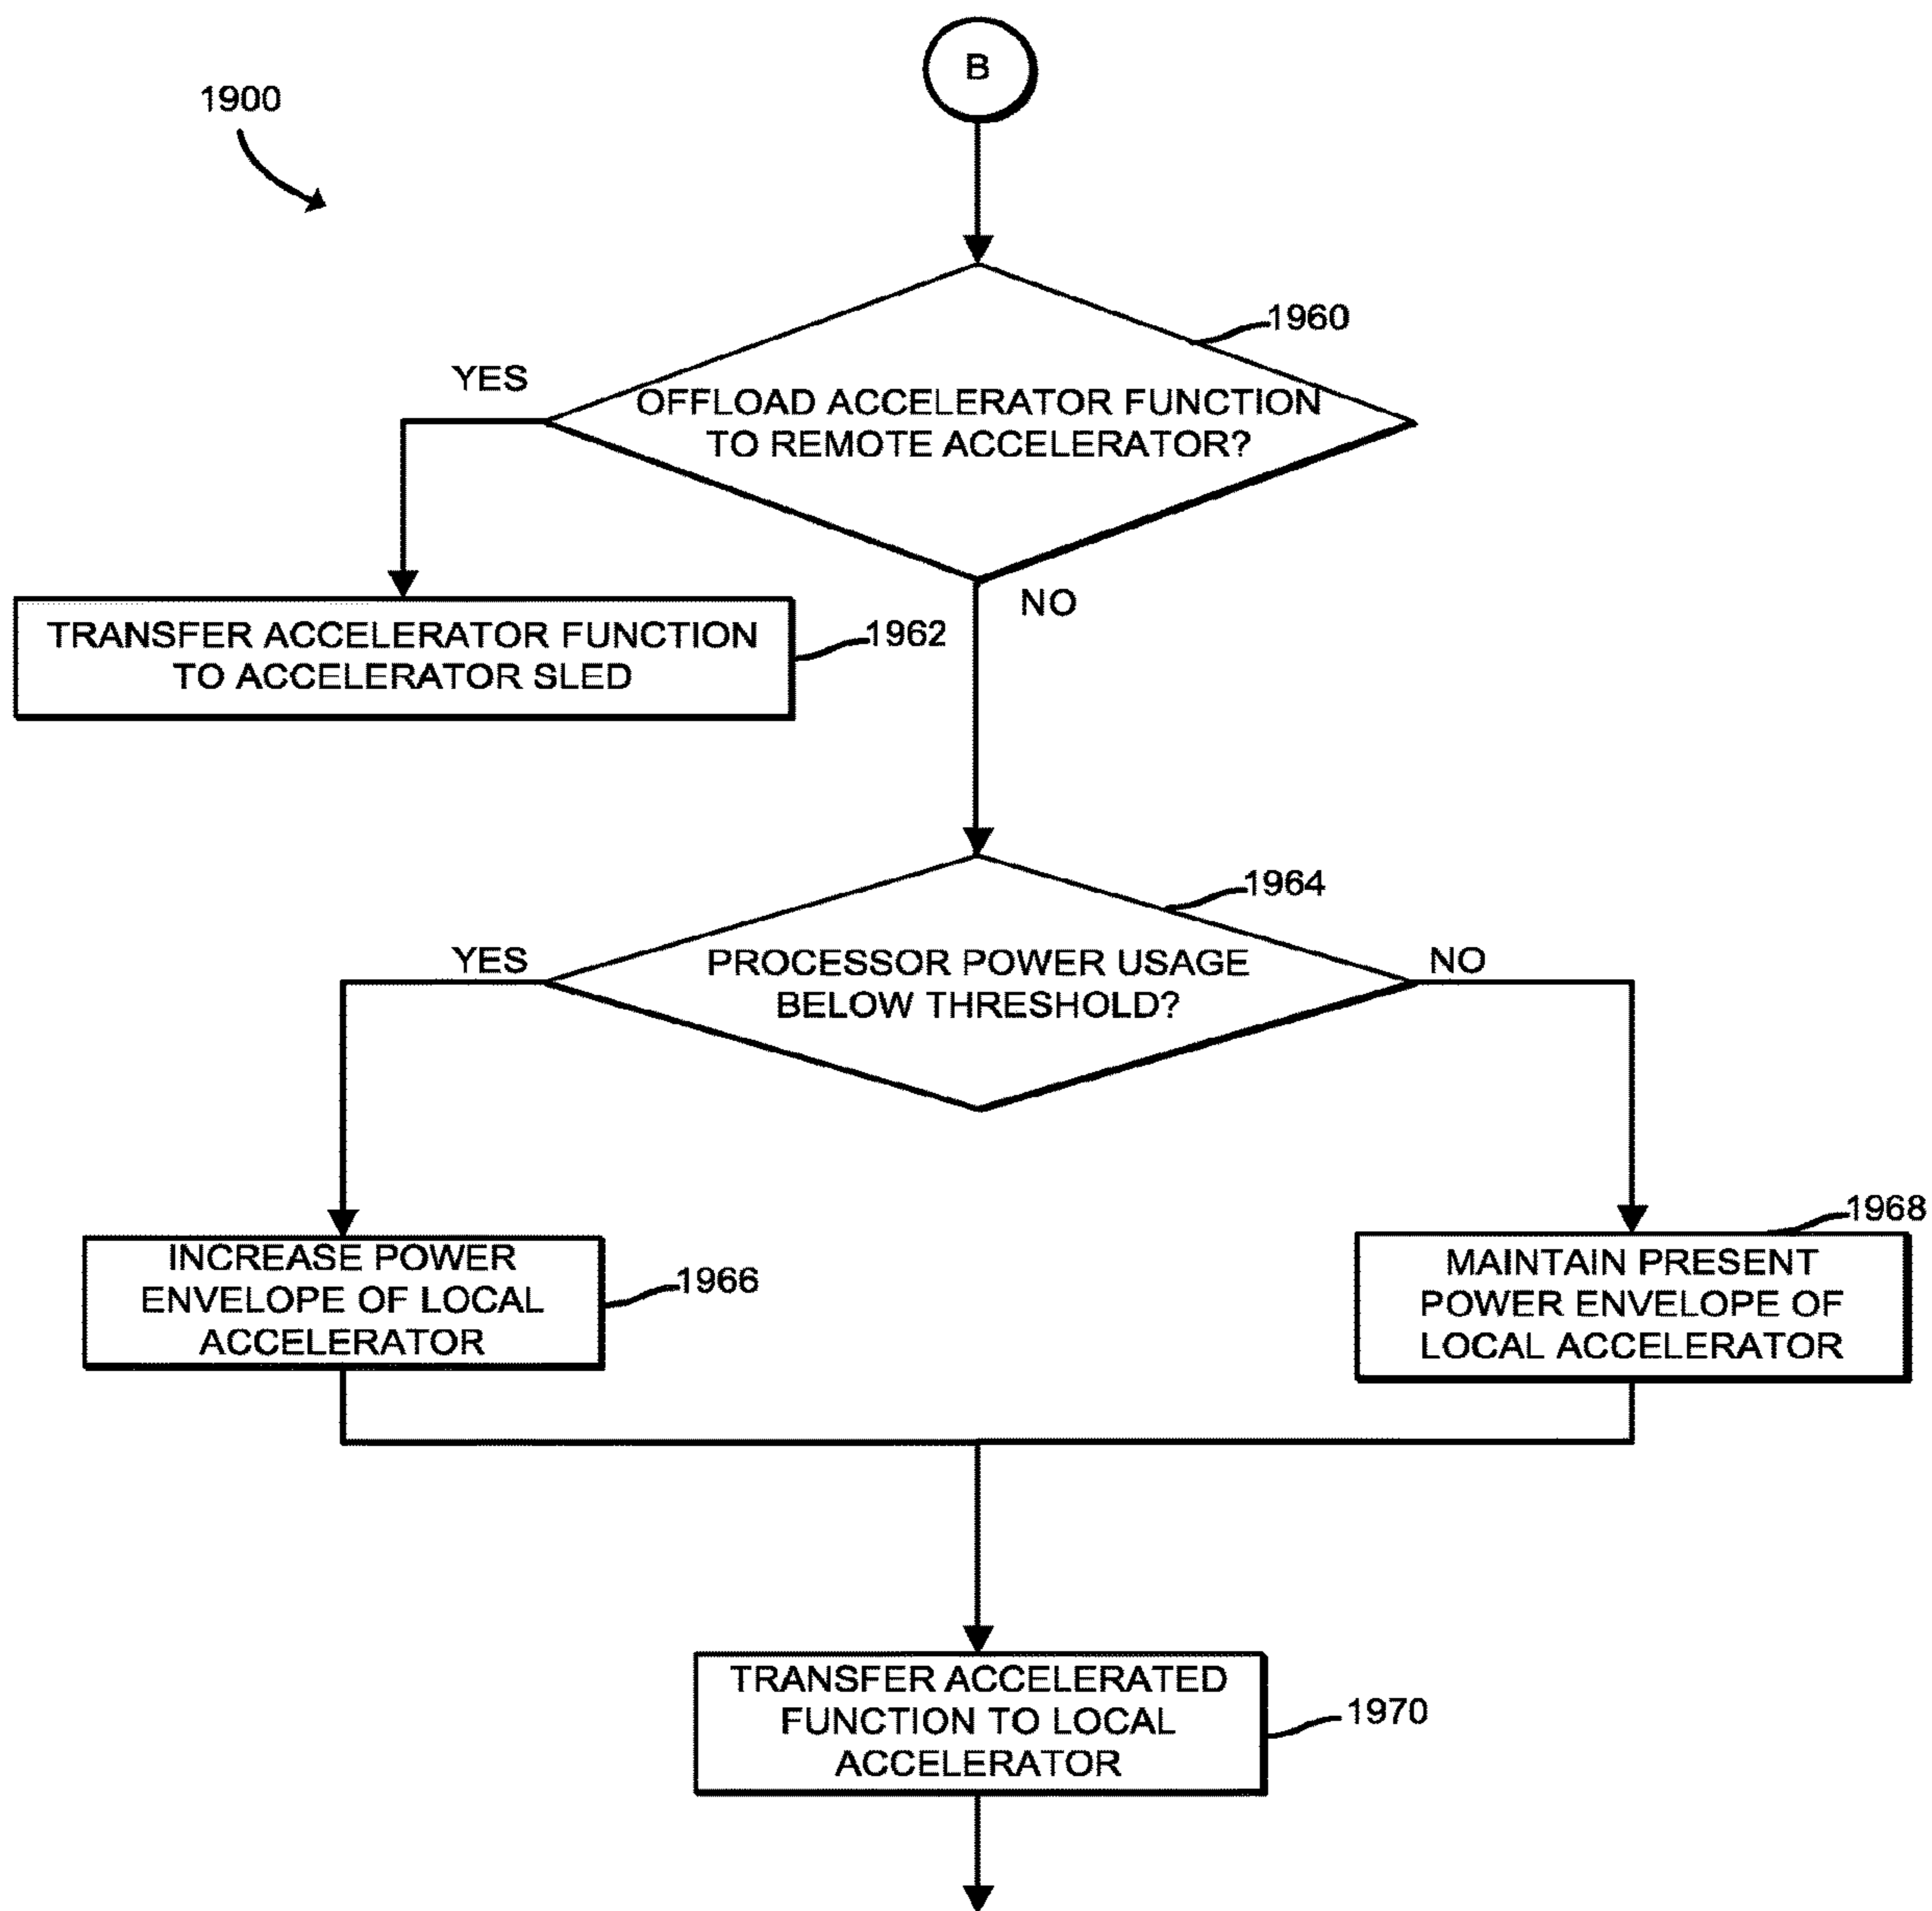 B
1900
1960
YES
OFFLOAD ACCELERATOR FUNCTION
TO REMOTE ACCELERATOR?
NO
TRANSFER ACCELERATOR FUNCTION
TO ACCELERATOR SLED
1962
1964
YES
PROCESSOR POWER USAGE
BELOW THRESHOLD?
NO
INCREASE POWER
ENVELOPE OF LOCAL
ACCELERATOR
1966
1968
MAINTAIN PRESENT
POWER ENVELOPE OF
LOCAL ACCELERATOR
TRANSFER ACCELERATED
FUNCTION TO LOCAL
ACCELERATOR
1970